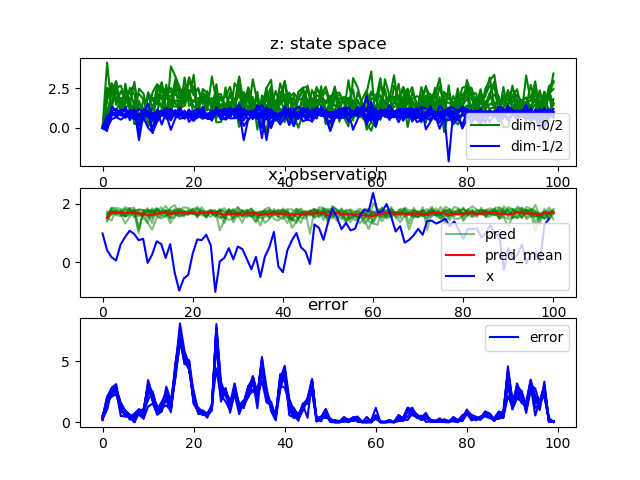 z: state space
2.5
0.0
dim-0/2
dim-1/2
0 20 40 60 80 100
x: observation
2
0
pred
pred_mean
x
0 20 40 60 80 100
error
5
0
error
0 20 40 60 80 100